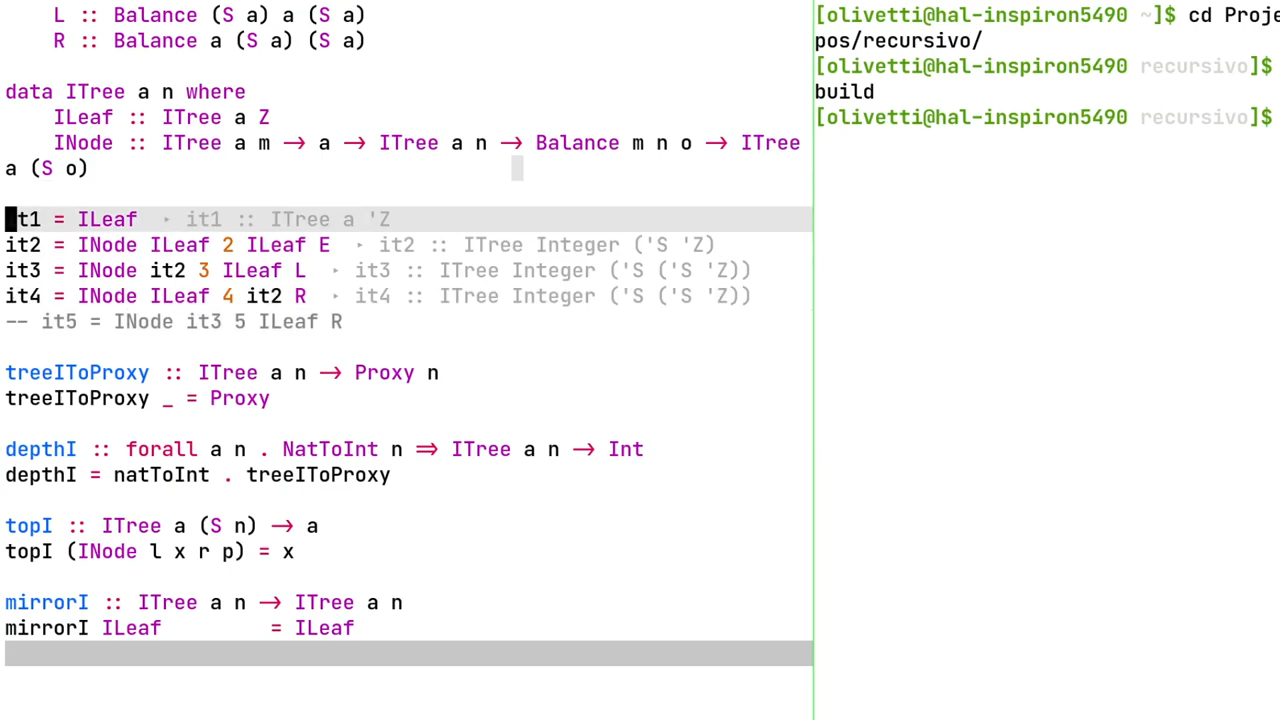 L :: Balance (S a) a (S a)
    R :: Balance a (S a) (S a)
data ITree a n where
    ILeaf :: ITree a Z
    INode :: ITree a m -> a -> ITree a n -> Balance m n o -> ITree
a (S o)
it1 = ILeaf  ▸ it1 :: ITree a 'Z
it2 = INode ILeaf 2 ILeaf E  ▸ it2 :: ITree Integer ('S 'Z)
it3 = INode it2 3 ILeaf L  ▸ it3 :: ITree Integer ('S ('S 'Z))
it4 = INode ILeaf 4 it2 R  ▸ it4 :: ITree Integer ('S ('S 'Z))
-- it5 = INode it3 5 ILeaf R
treeIToProxy :: ITree a n -> Proxy n
treeIToProxy _ = Proxy
depthI :: forall a n . NatToInt n => ITree a n -> Int
depthI = natToInt . treeIToProxy
topI :: ITree a (S n) -> a
topI (INode l x r p) = x
mirrorI :: ITree a n -> ITree a n
mirrorI ILeaf         = ILeaf
[olivetti@hal-inspiron5490 ~]$ cd Proje
pos/recursivo/
[olivetti@hal-inspiron5490 recursivo]$
build
[olivetti@hal-inspiron5490 recursivo]$